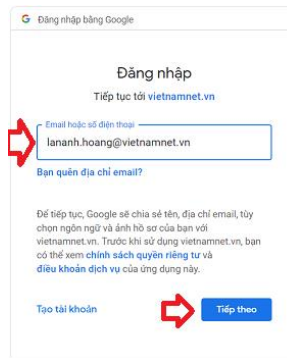 Đăng nhập bằng Google
Đăng nhập
Tiếp tục tới vietnamnet.vn
Email hoặc số điện thoại
lananh.hoang@vietnamnet.vn
Bạn quên địa chỉ email?
Để tiếp tục, Google sẽ chia sẻ tên, địa chỉ email, tùy
chọn ngôn ngữ và ảnh hồ sơ của bạn với
vietnamnet.vn. Trước khi sử dụng vietnamnet.vn, bạn
có thể xem chính sách quyền riêng tư và
điều khoản dịch vụ của ứng dụng này.
Tạo tài khoản
Tiếp theo